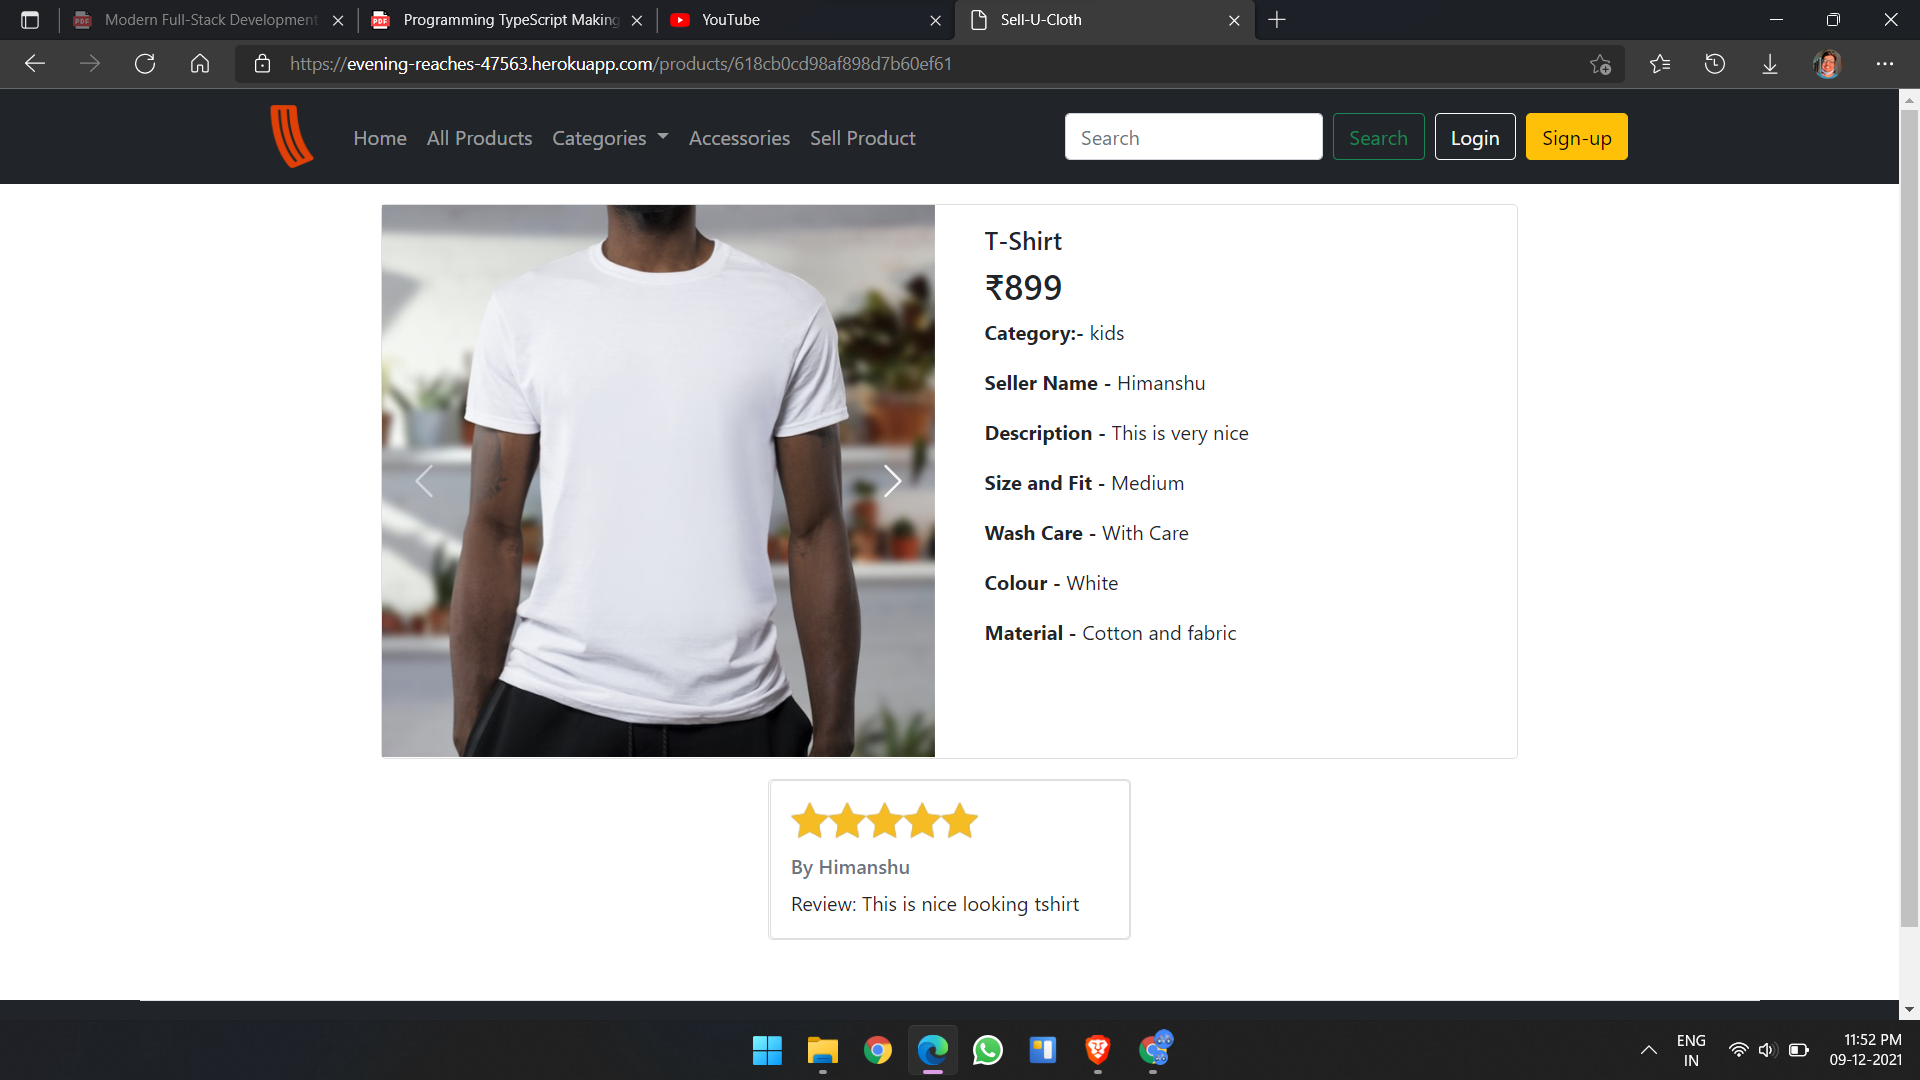 Modern Full-Stack Development
Programming TypeScript Making
YouTube
Sell-U-Cloth
https://evening-reaches-47563.herokuapp.com/products/618cb0cd98af898d7b60ef61
Home All Products Categories Accessories Sell Product Search Search Login Sign-up
T-Shirt
₹899
Category:- kids
Seller Name - Himanshu
Description - This is very nice
Size and Fit - Medium
Wash Care - With Care
Colour - White
Material - Cotton and fabric
By Himanshu
Review: This is nice looking tshirt
ENG
IN
11:52 PM
09-12-2021